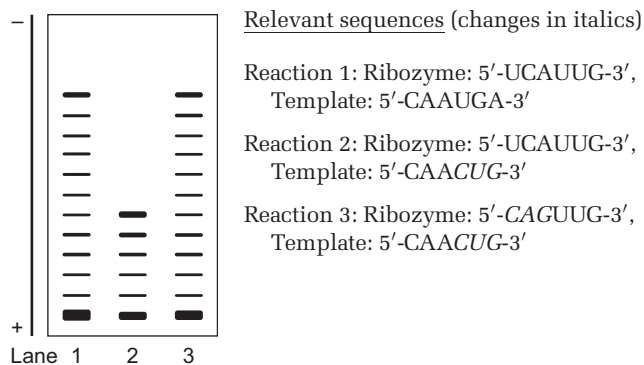 −
+
Lane 1 2 3
Relevant sequences (changes in italics)
Reaction 1: Ribozyme: 5′-UCAUUG-3′,
Template: 5′-CAAUGA-3′
Reaction 2: Ribozyme: 5′-UCAUUG-3′,
Template: 5′-CAACUG-3′
Reaction 3: Ribozyme: 5′-CAGUUG-3′,
Template: 5′-CAACUG-3′